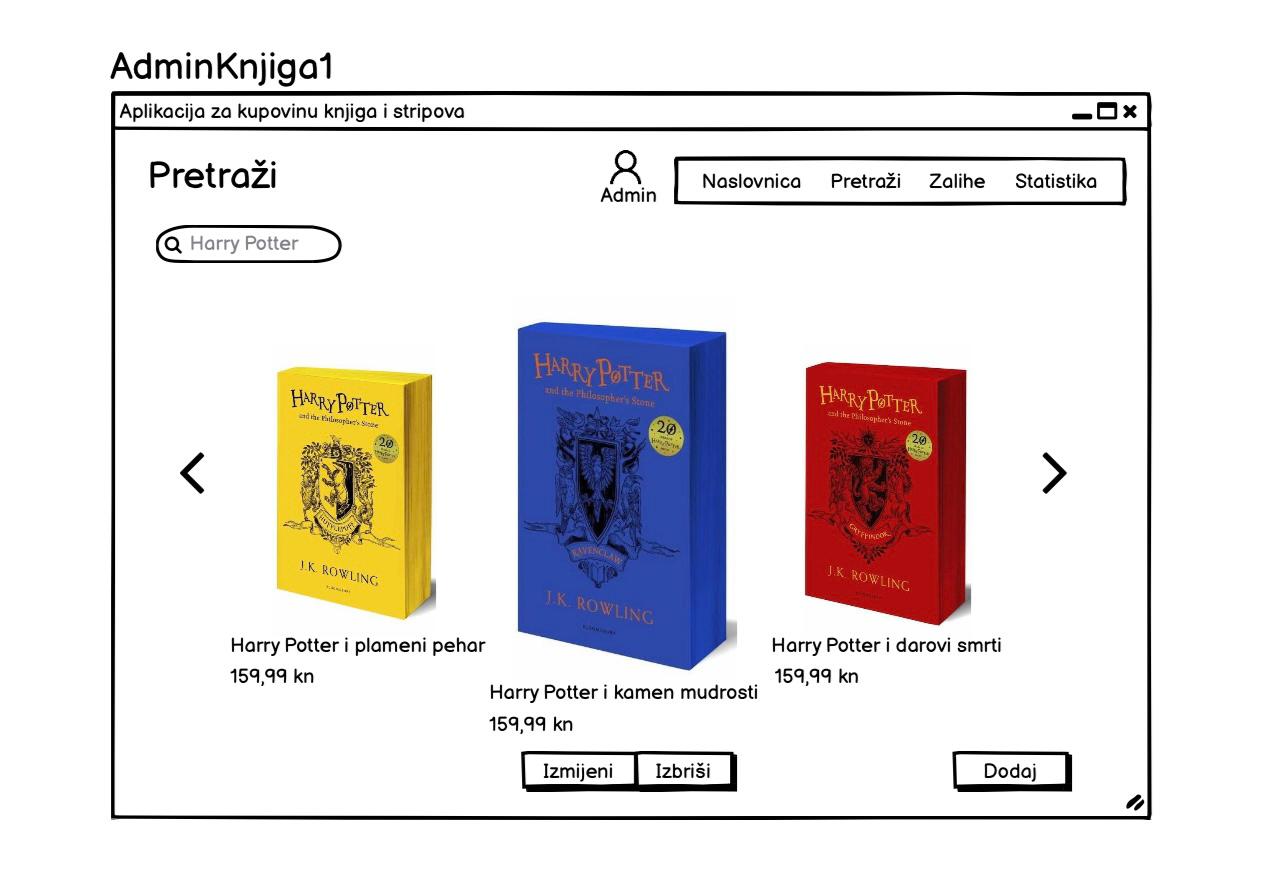 AdminKnjiga1
Aplikacija za kupovinu knjiga i stripova
Pretraži
Admin
Naslovnica Pretraži Zalihe Statistika
Harry Potter
HARRY POTTER
and the Philosopher's Stone
20
HUFFLEPUFF
J.K. ROWLING
BLOOMSBURY
Harry Potter i plameni pehar
159,99 kn
HARRY POTTER
and the Philosopher's Stone
20
Harry Potter
RAVENCLAW
J.K. ROWLING
BLOOMSBURY
Harry Potter i kamen mudrosti
159,99 kn
HARRY POTTER
and the Philosopher's Stone
20
GRYFFINDOR
J.K. ROWLING
Harry Potter i darovi smrti
159,99 kn
Izmijeni Izbriši
Dodaj